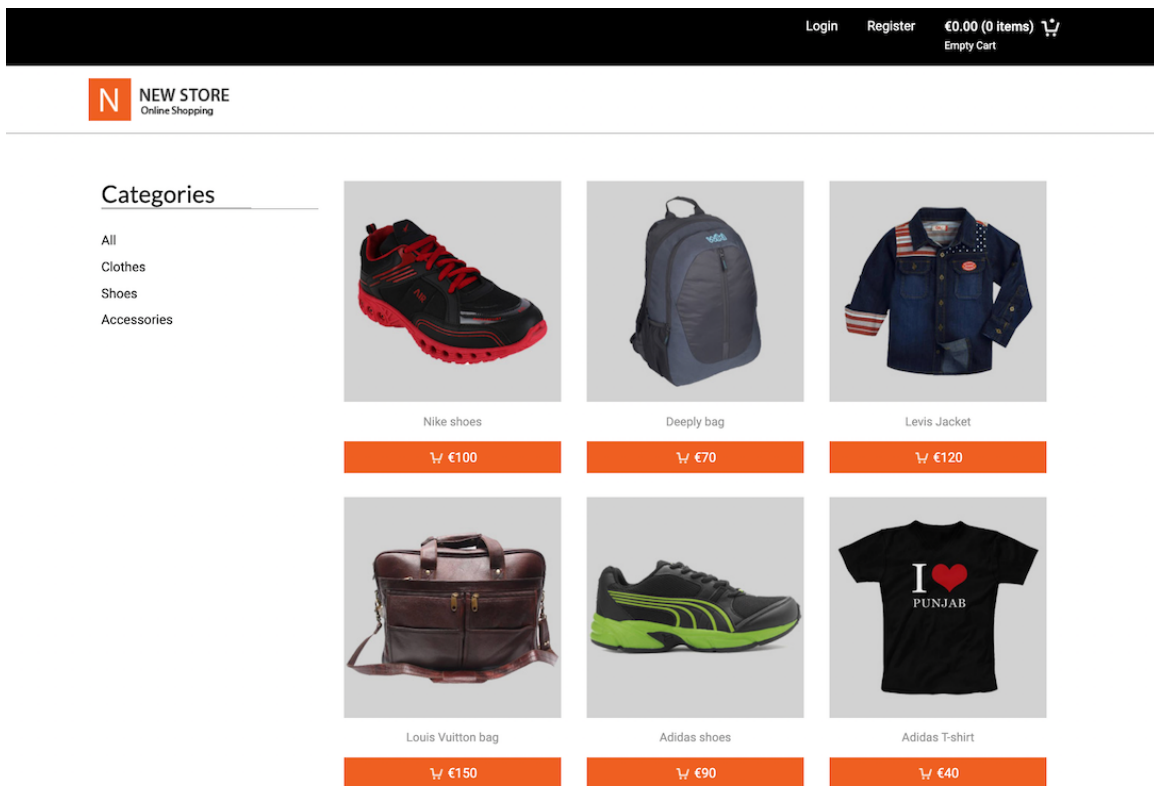 Login
Register
€0.00 (0 items)
Empty Cart
N
NEW STORE
Online Shopping
Categories
All
Clothes
Shoes
Accessories
AIR
I
PUNJAB
Nike shoes
Deeply bag
Levis Jacket
€100
€70
€120
Louis Vuitton bag
Adidas shoes
Adidas T-shirt
€150
€90
€40